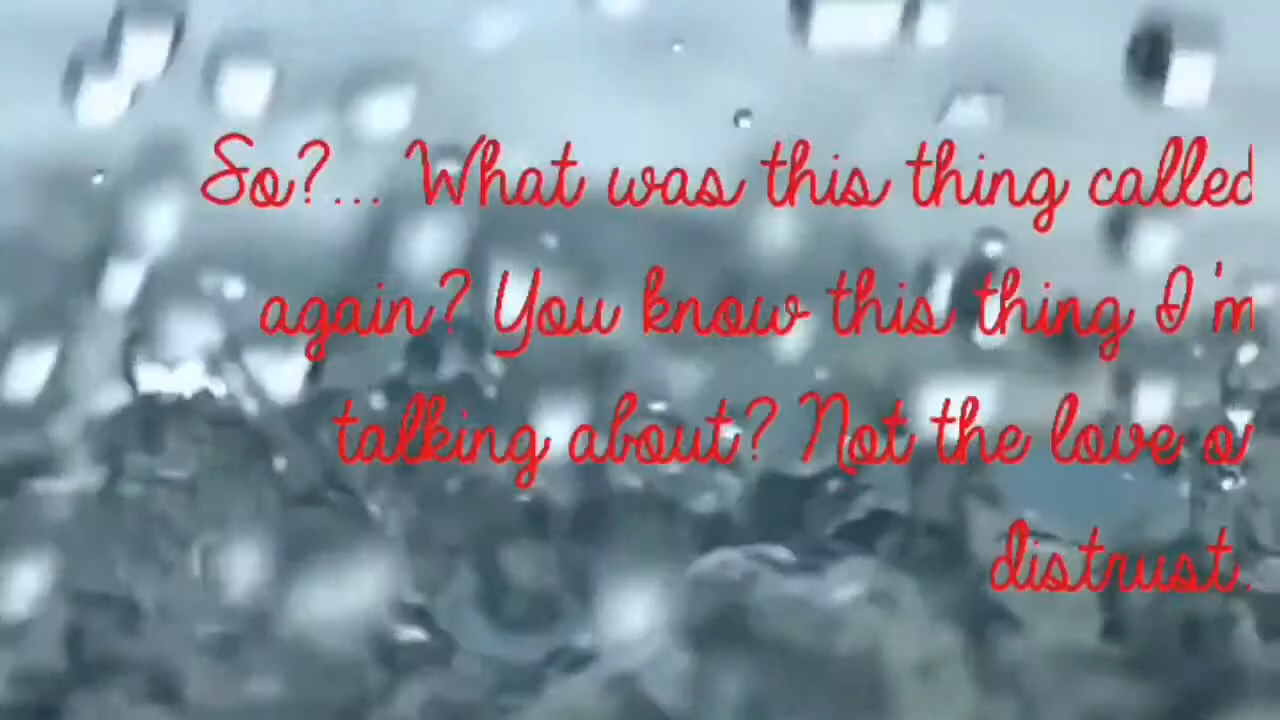 So?... What was this thing called
again? You know this thing I'm
talking about? Not the love o
distrust.